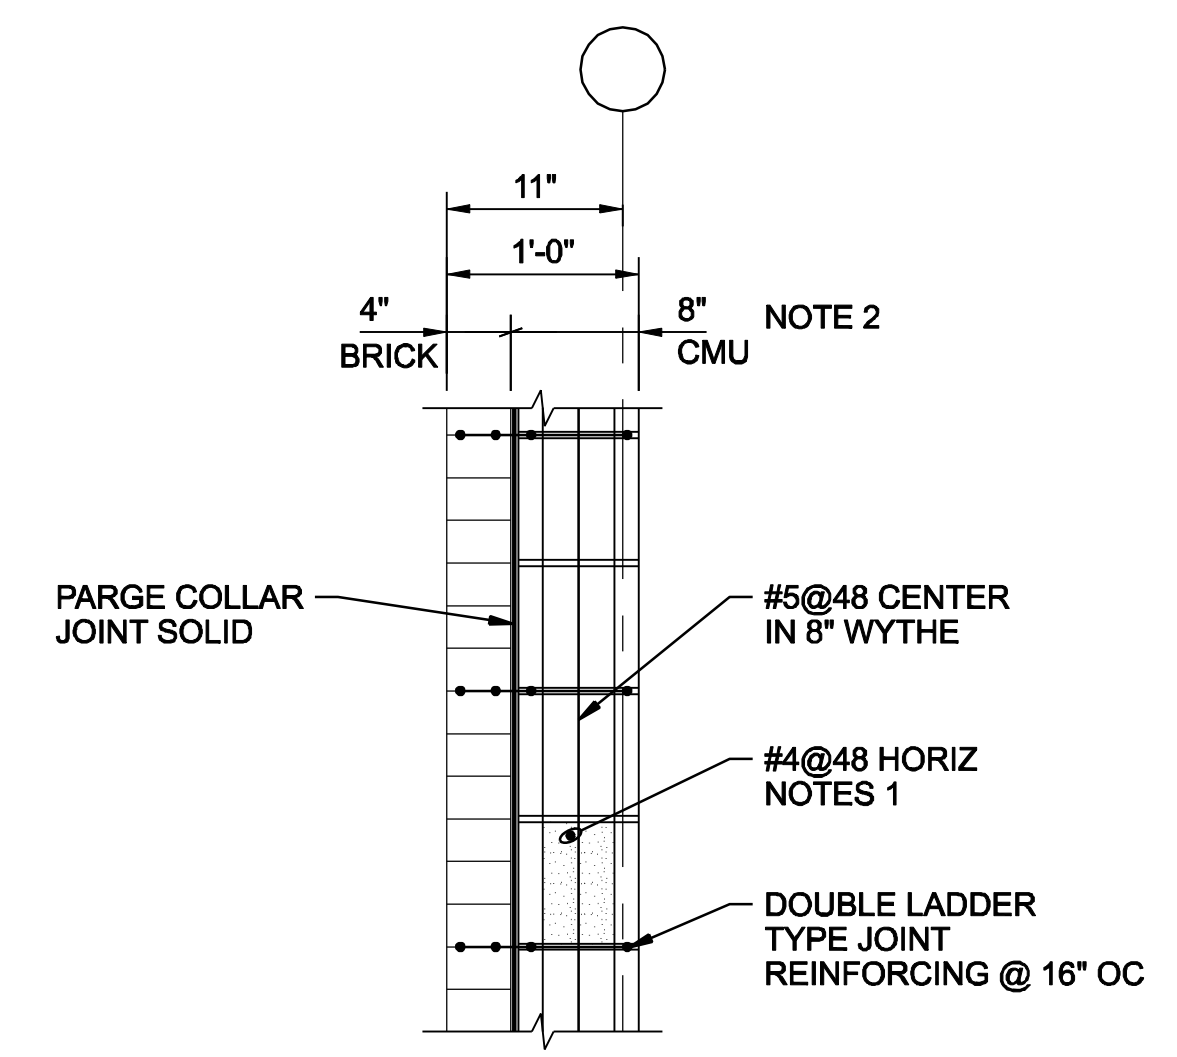 11"
1'-0"
4"
BRICK
8"
CMU
NOTE 2
PARGE COLLAR
JOINT SOLID
#5@48 CENTER
IN 8" WYTHE
#4@48 HORIZ
NOTES 1
DOUBLE LADDER
TYPE JOINT
REINFORCING @ 16" OC